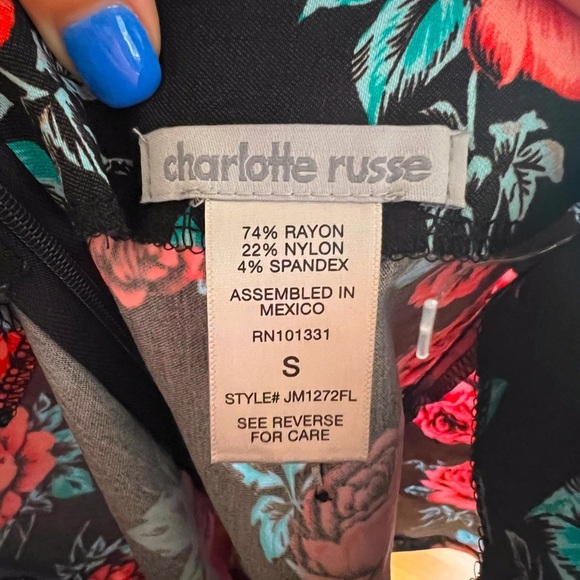 charlotte russe
74% RAYON
22% NYLON
4% SPANDEX
ASSEMBLED IN
MEXICO
RN101331
S
STYLE# JM1272FL
SEE REVERSE
FOR CARE